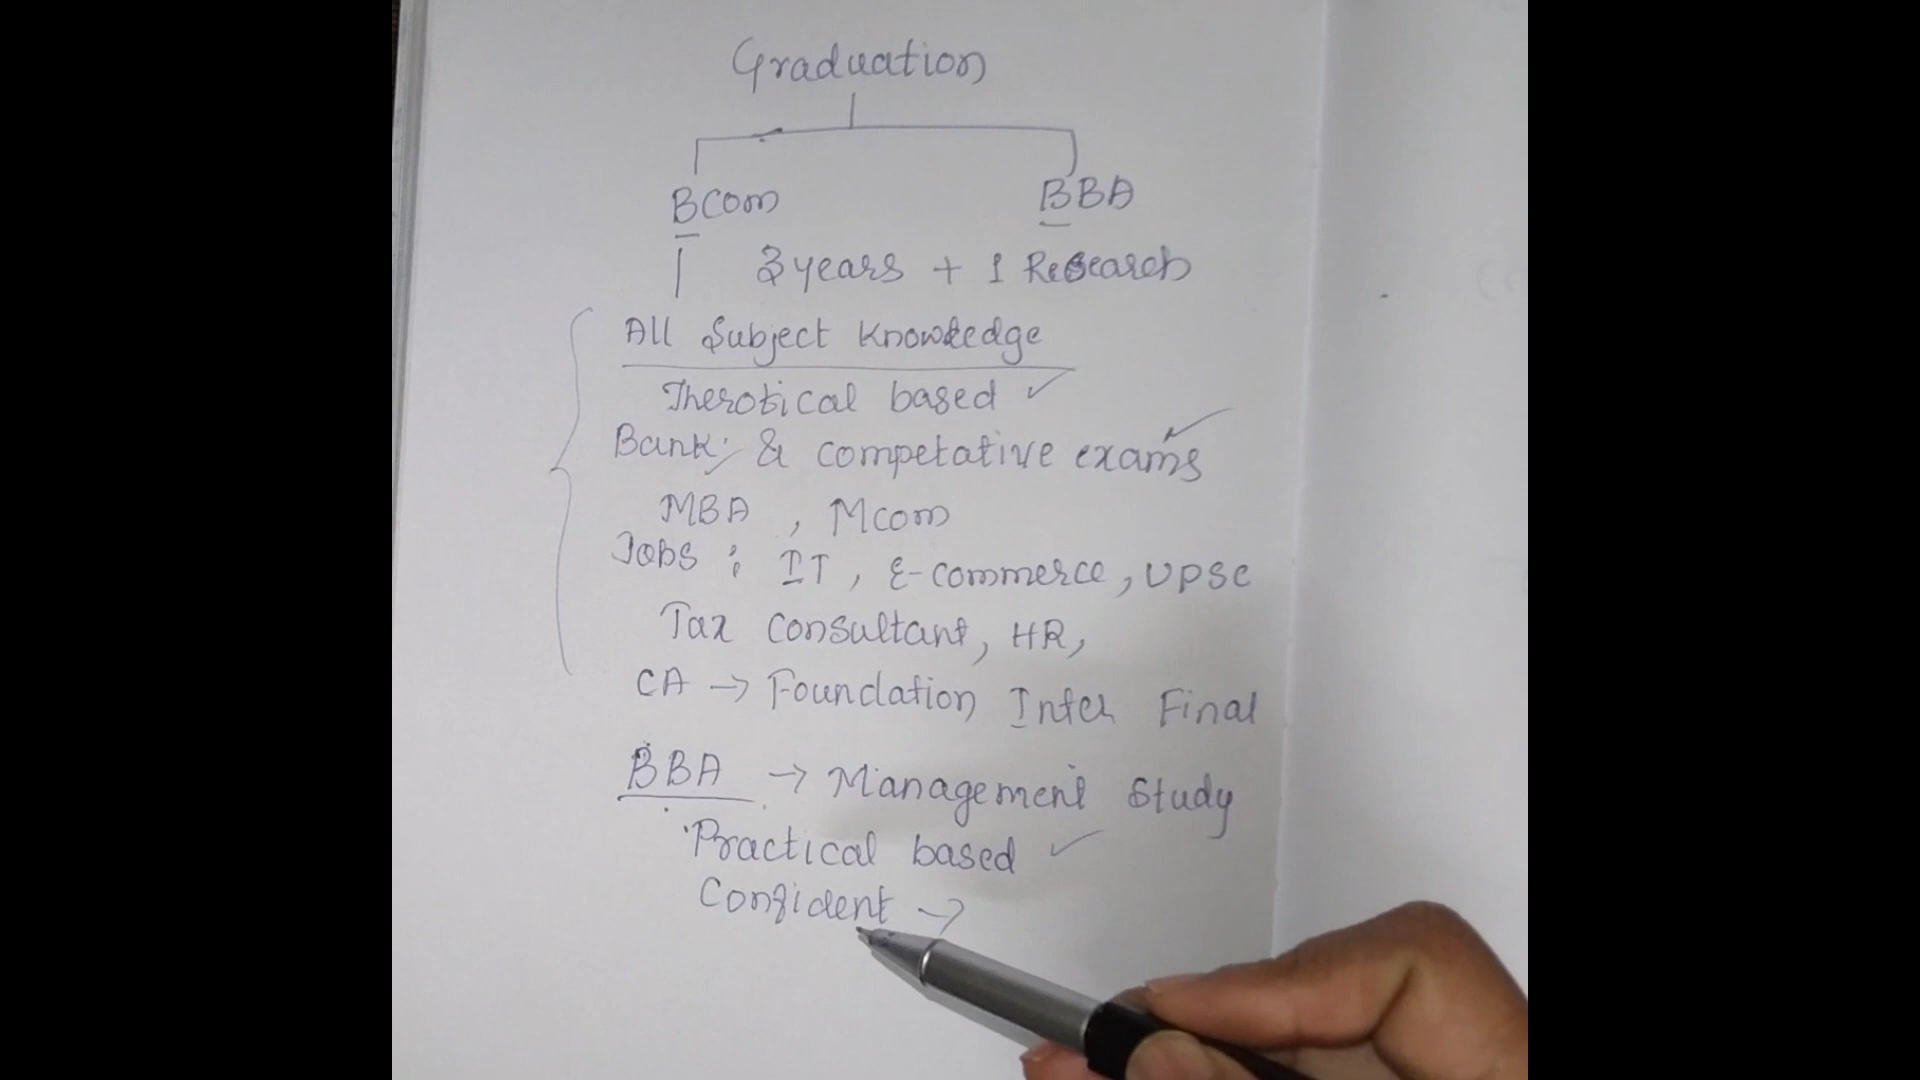 Graduation
Bcom BBA
3 years + 1 Research
All Subject Knowledge
Therotical based ✓
Bank & competative exams
MBA , Mcom
Jobs : IT, E-commerce, UPSC
Tax consultant, HR,
CA → Foundation Inter Final
BBA → Management Study
Practical based ✓
Confident →